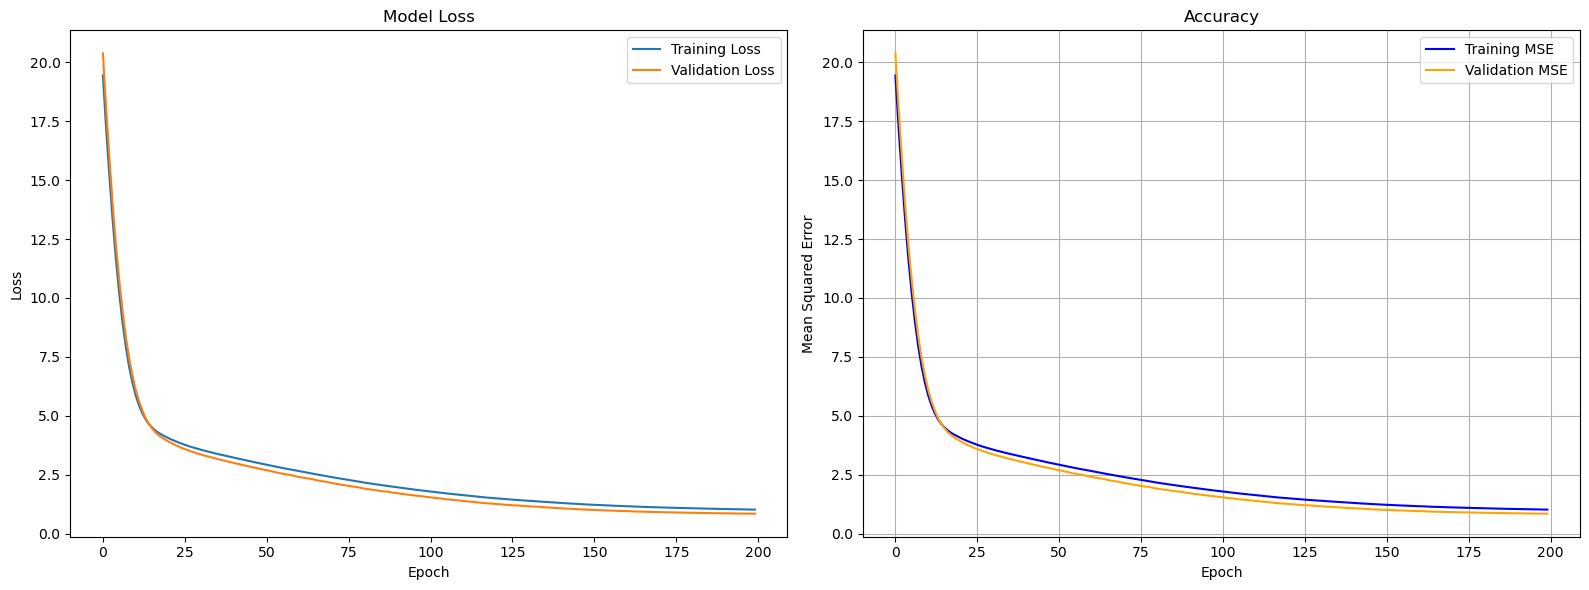 Model Loss
Training Loss
Validation Loss
20.0
17.5
15.0
12.5
10.0
7.5
5.0
2.5
0.0
Loss
0 25 50 75 100 125 150 175 200
Epoch
Accuracy
Training MSE
Validation MSE
20.0
17.5
15.0
12.5
10.0
7.5
5.0
2.5
0.0
Mean Squared Error
0 25 50 75 100 125 150 175 200
Epoch